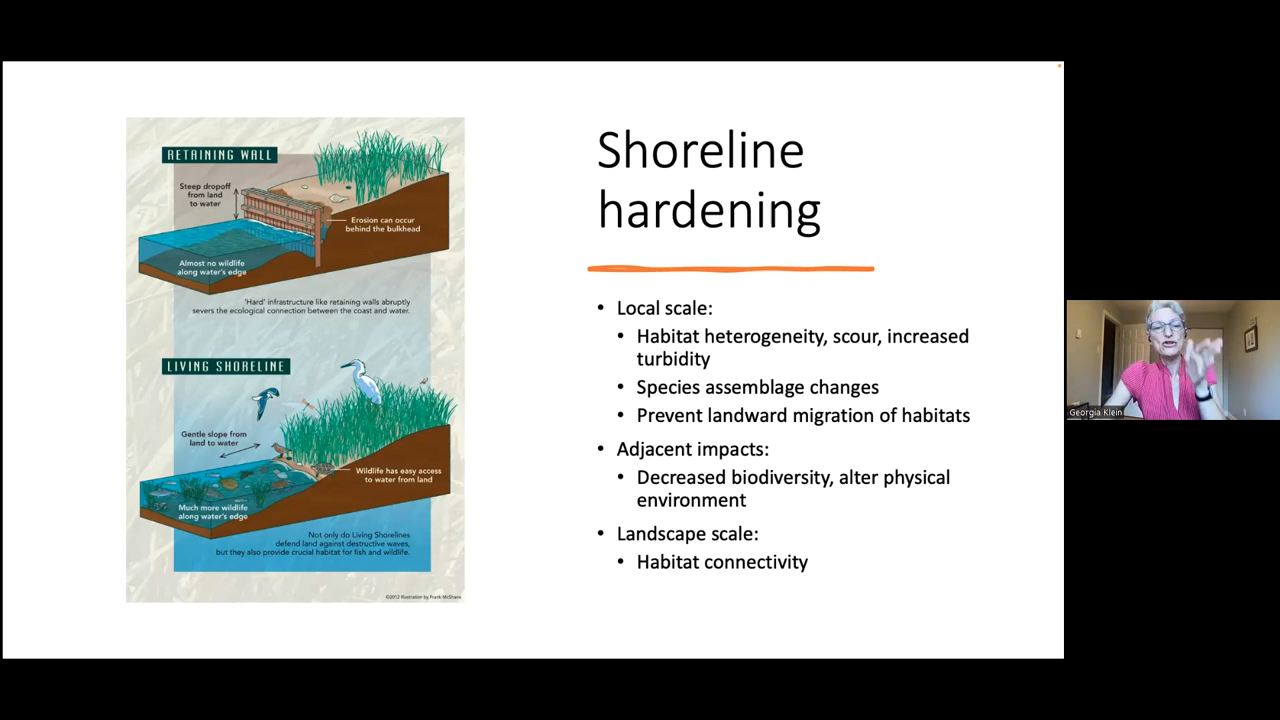 RETAINING WALL
Steep dropoff
from land
to water
Erosion can occur
behind the bulkhead
Almost no wildlife
along water's edge
'Hard' infrastructure like retaining walls abruptly
severs the ecological connection between the coast and water.
LIVING SHORELINE
Gentle slope from
land to water
Wildlife has easy access
to water from land
Much more wildlife
along water's edge
Not only do Living Shorelines
defend land against destructive waves,
but they also provide crucial habitat for fish and wildlife.
©2012 Illustration by Frank McShane
Shoreline
hardening
• Local scale:
• Habitat heterogeneity, scour, increased
turbidity
• Species assemblage changes
• Prevent landward migration of habitats
• Adjacent impacts:
• Decreased biodiversity, alter physical
environment
• Landscape scale:
• Habitat connectivity
Georgia Klein